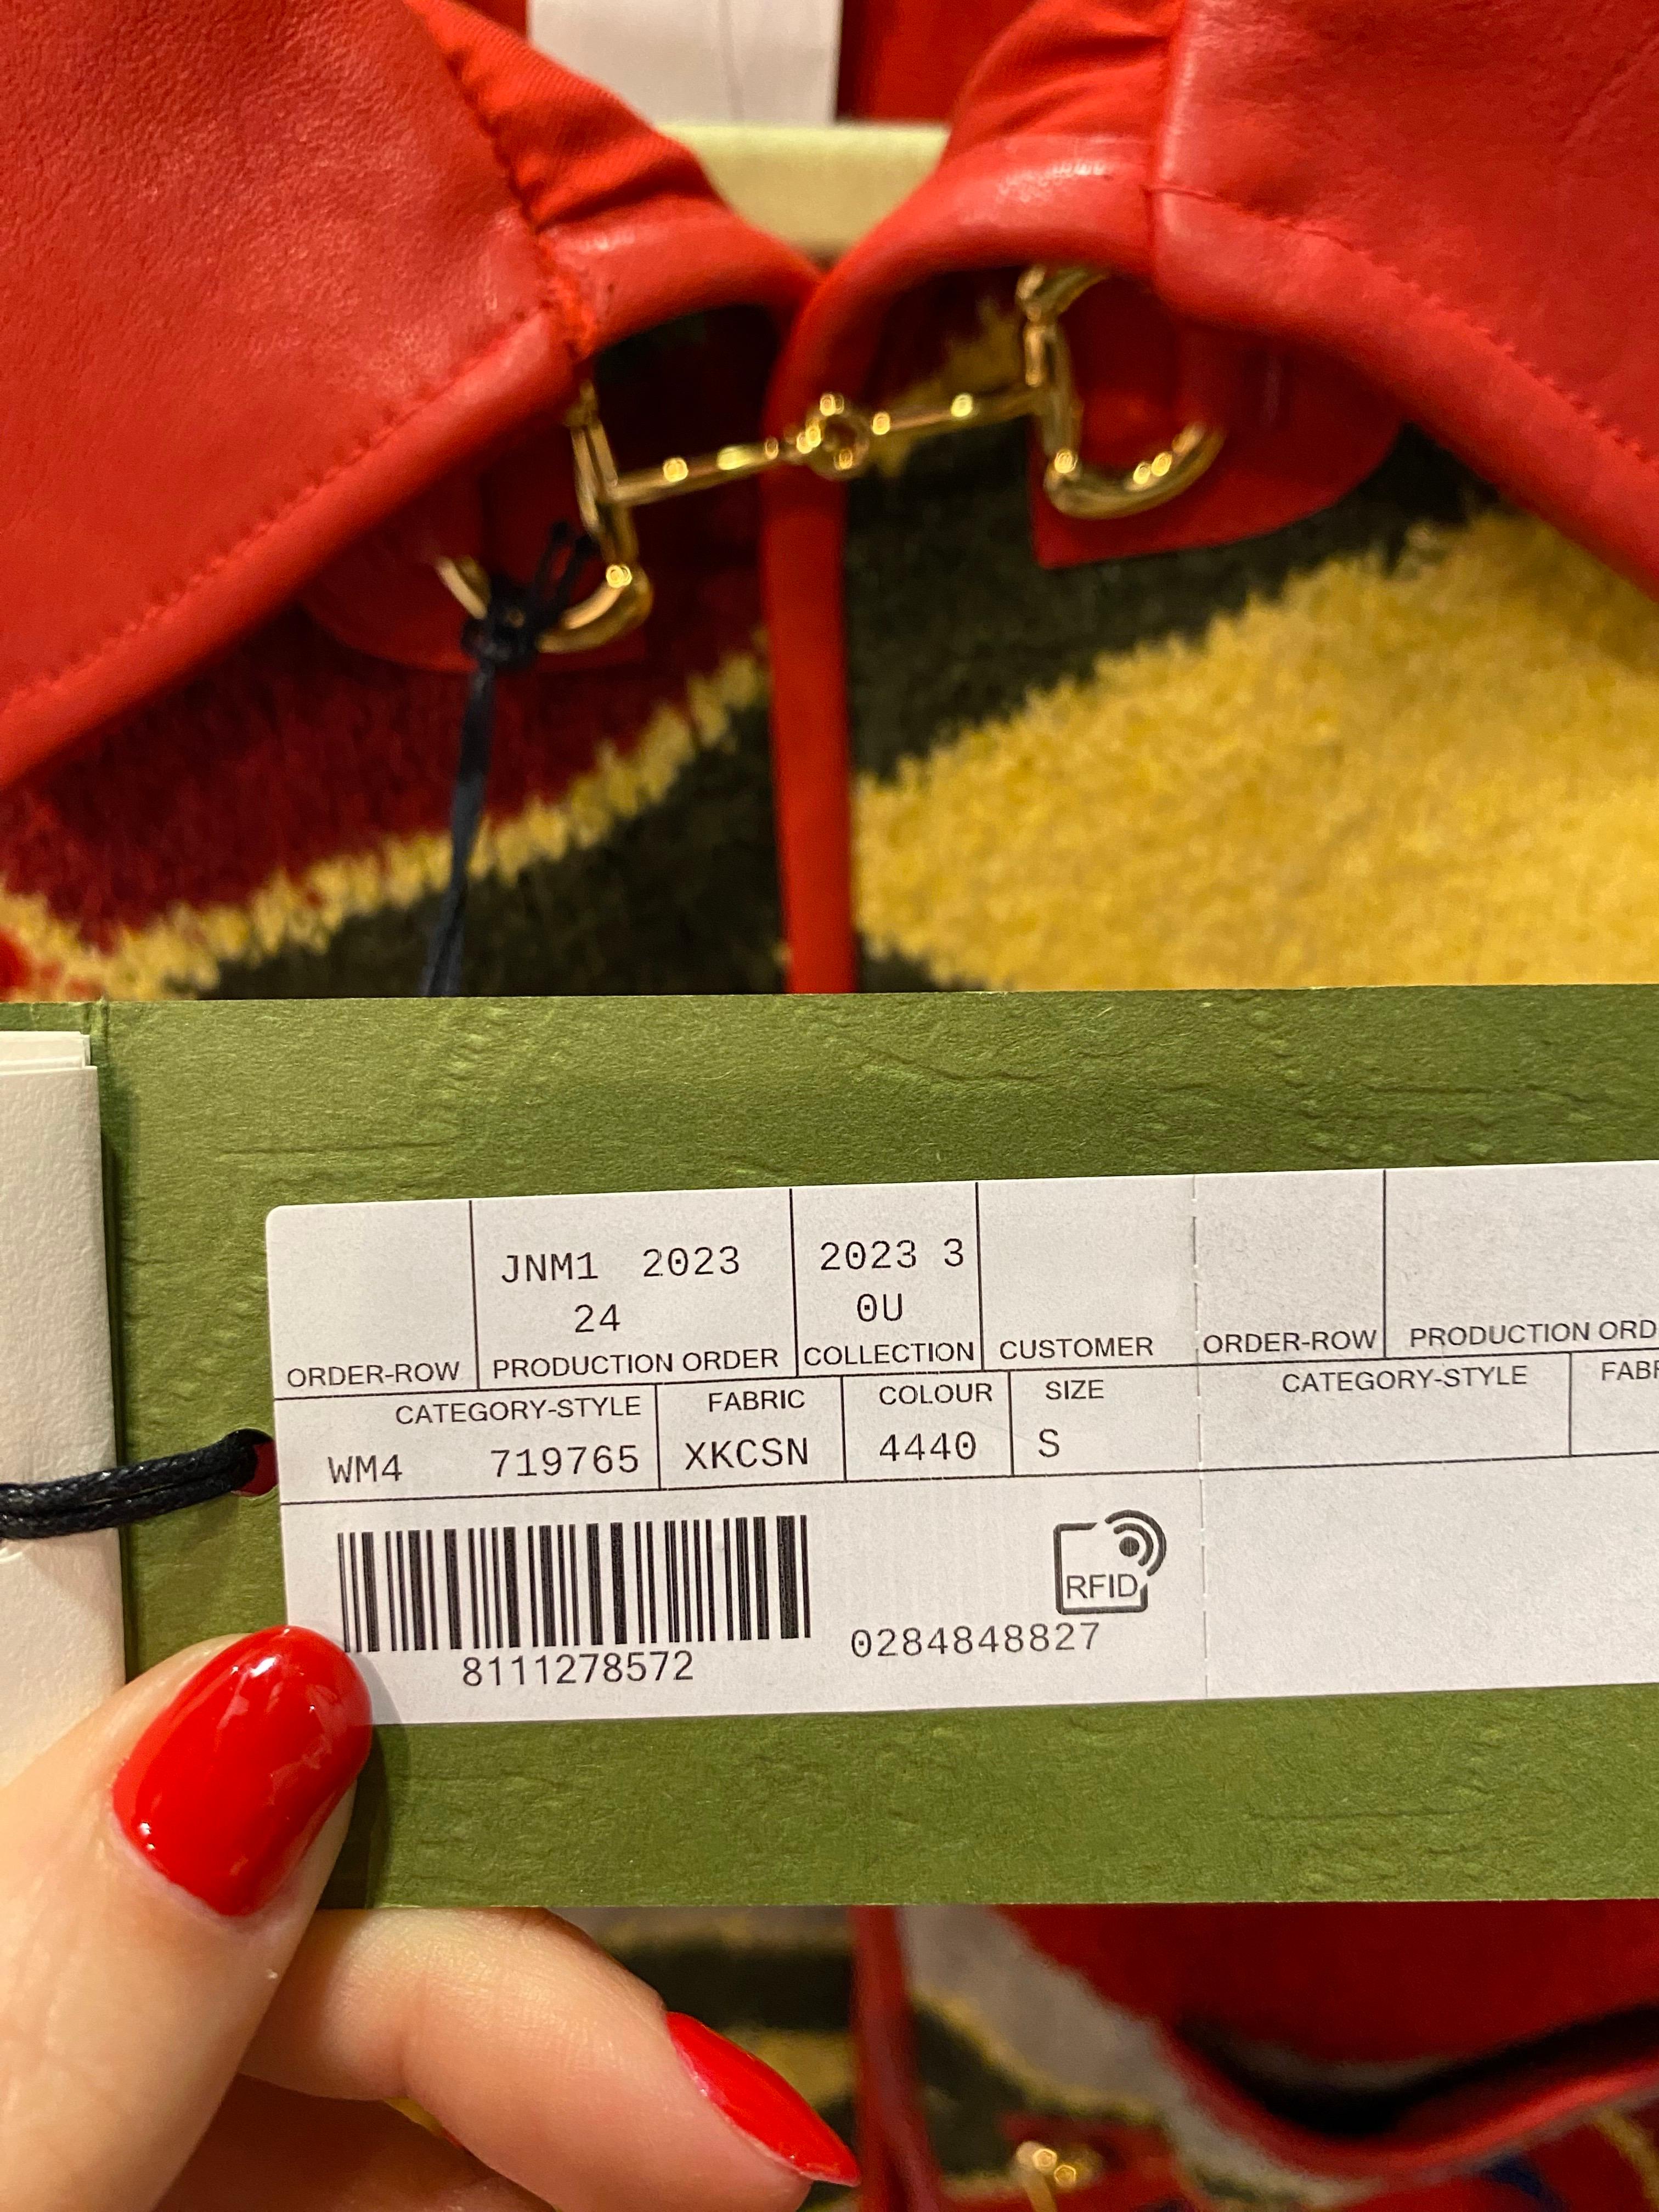 JNM1 2023 2023 3
24 0U
ORDER-ROW PRODUCTION ORDER COLLECTION CUSTOMER ORDER-ROW PRODUCTION ORD
CATEGORY-STYLE FABRIC COLOUR SIZE CATEGORY-STYLE FAB
WM4 719765 XKCSN 4440 S
RFID
8111278572 0284848827